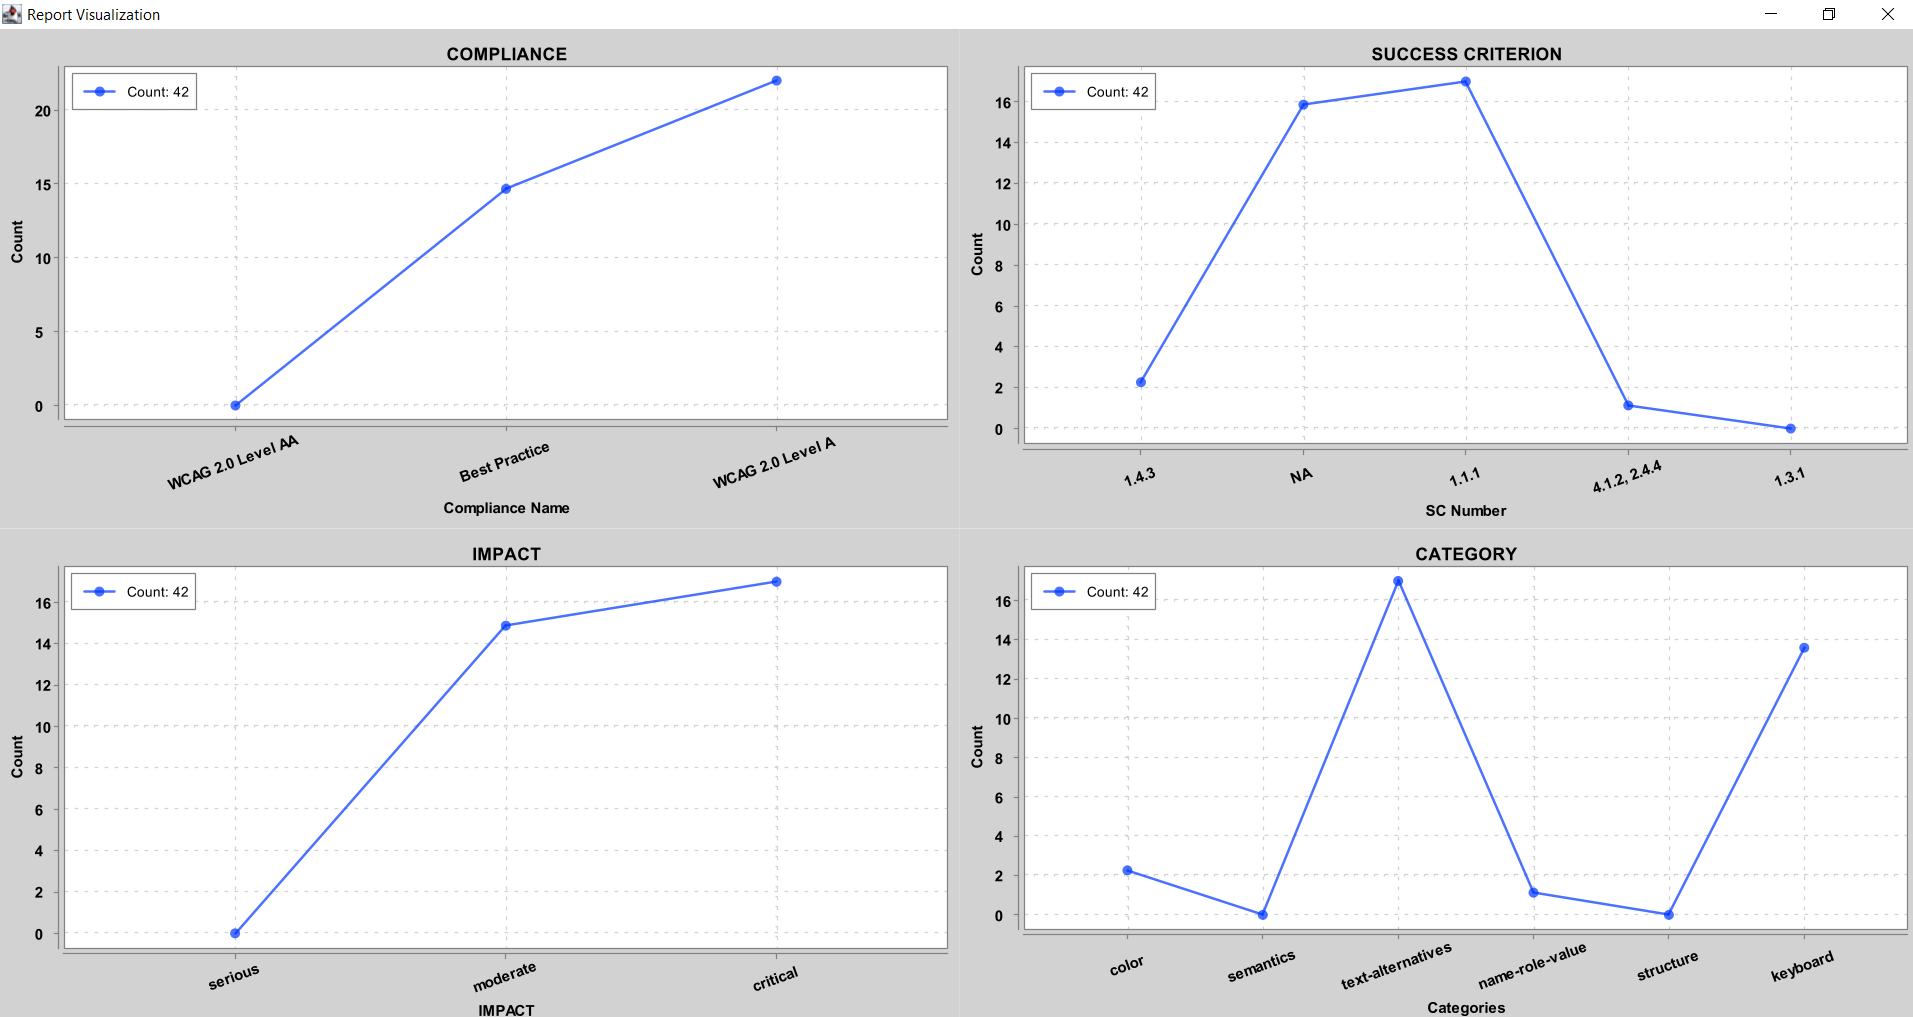 Report Visualization
COMPLIANCE
Count: 42
20
15
10
5
0
Count
WCAG 2.0 Level AA
Best Practice
WCAG 2.0 Level A
Compliance Name
SUCCESS CRITERION
Count: 42
16
14
12
10
8
6
4
2
0
Count
1.4.3
NA
1.1.1
4.1.2, 2.4.4
1.3.1
SC Number
IMPACT
Count: 42
16
14
12
10
8
6
4
2
0
Count
serious
moderate
critical
IMPACT
CATEGORY
Count: 42
16
14
12
10
8
6
4
2
0
Count
color
semantics
text-alternatives
name-role-value
structure
keyboard
Categories